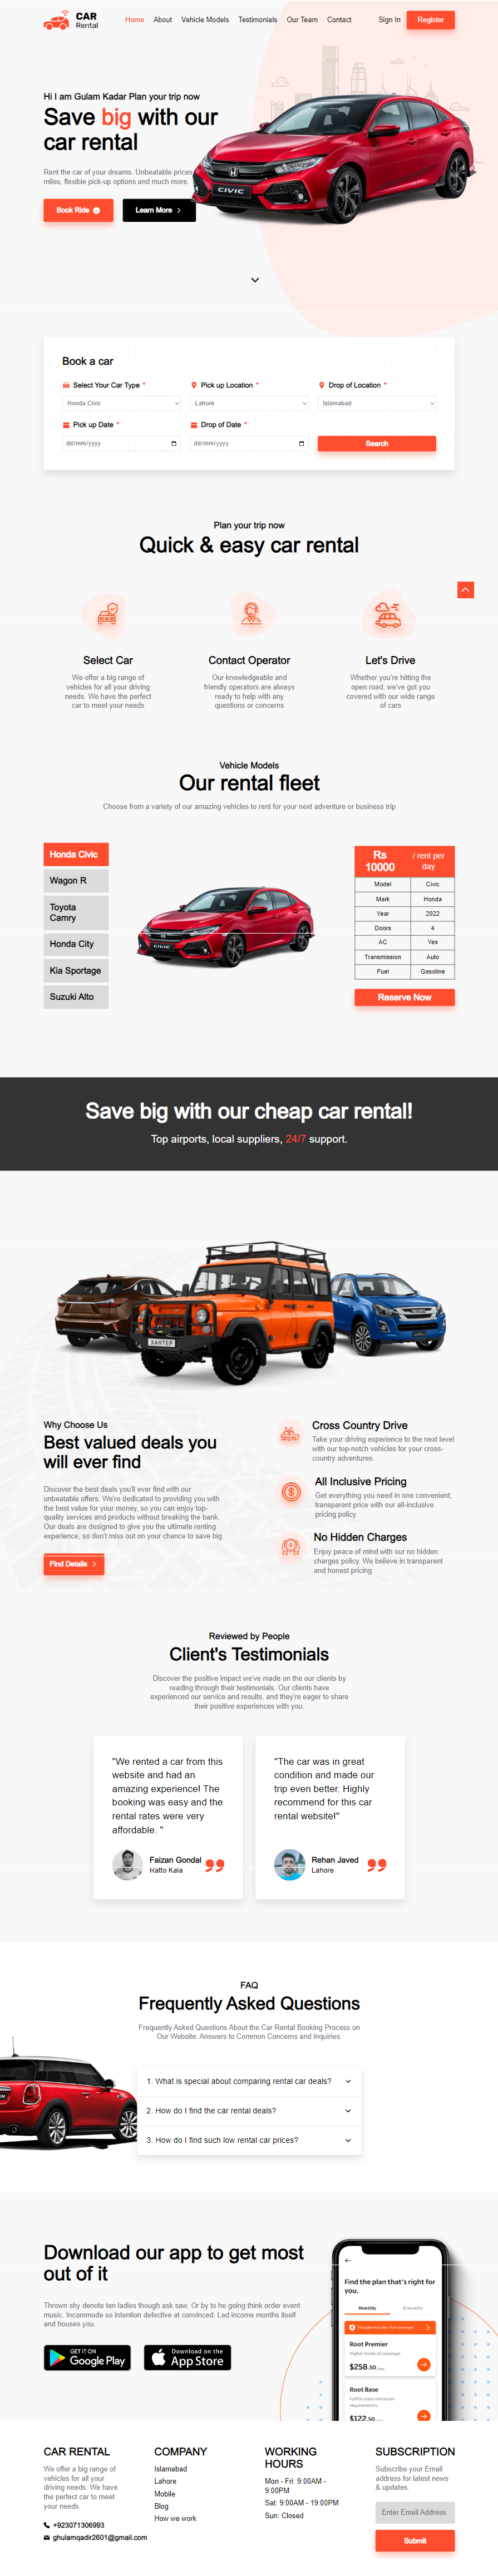 CAR
Rental
Home About Vehicle Models Testimonials Our Team Contact Sign In Register
Hi I am Gulam Kadar Plan your trip now
Save big with our
car rental
Rent the car of your dreams. Unbeatable prices,
miles, flexible pick-up options and much more.
Book Ride Learn More
CIVIC
Book a car
Select Your Car Type * Pick up Location * Drop of Location *
Honda Civic Lahore Islamabad
Pick up Date * Drop of Date *
dd/mm/yyyy dd/mm/yyyy Search
Plan your trip now
Quick & easy car rental
Select Car
We offer a big range of
vehicles for all your driving
needs. We have the perfect
car to meet your needs
Contact Operator
Our knowledgeable and
friendly operators are always
ready to help with any
questions or concerns
Let's Drive
Whether you're hitting the
open road, we've got you
covered with our wide range
of cars
Vehicle Models
Our rental fleet
Choose from a variety of our amazing vehicles to rent for your next adventure or business trip
Honda Civic
Wagon R
Toyota
Camry
Honda City
Kia Sportage
Suzuki Alto
CIVIC
Rs
10000
/ rent per
day
Model Civic
Mark Honda
Year 2022
Doors 4
AC Yes
Transmission Auto
Fuel Gasoline
Reserve Now
Save big with our cheap car rental!
Top airports, local suppliers, 24/7 support.
ХАНТЕР
Why Choose Us
Best valued deals you
will ever find
Discover the best deals you'll ever find with our
unbeatable offers. We're dedicated to providing you with
the best value for your money, so you can enjoy top-
quality services and products without breaking the bank.
Our deals are designed to give you the ultimate renting
experience, so don't miss out on your chance to save big.
Find Details
Cross Country Drive
Take your driving experience to the next level
with our top-notch vehicles for your cross-
country adventures.
All Inclusive Pricing
Get everything you need in one convenient,
transparent price with our all-inclusive
pricing policy.
No Hidden Charges
Enjoy peace of mind with our no hidden
charges policy. We believe in transparent
and honest pricing.
Reviewed by People
Client's Testimonials
Discover the positive impact we've made on the our clients by
reading through their testimonials. Our clients have
experienced our service and results, and they're eager to share
their positive experiences with you.
"We rented a car from this
website and had an
amazing experience! The
booking was easy and the
rental rates were very
affordable. "
Faizan Gondal
Ratto Kala
"The car was in great
condition and made our
trip even better. Highly
recommend for this car
rental website!"
Rehan Javed
Lahore
FAQ
Frequently Asked Questions
Frequently Asked Questions About the Car Rental Booking Process on
Our Website: Answers to Common Concerns and Inquiries.
1. What is special about comparing rental car deals?
2. How do I find the car rental deals?
3. How do I find such low rental car prices?
Download our app to get most
out of it
Thrown shy denote ten ladies though ask saw. Or by to he going think order event
music. Incommode so intention defective at convinced. Led income months itself
and houses you.
GET IT ON
Google Play
Download on the
App Store
Find the plan that's right for
you.
Monthly 6 months
This plan includes "full coverage"
Root Premier
Higher levels of coverage.
$258.50 /mo
Root Base
Fulfills state minimum
requirements.
$122.50
CAR RENTAL
We offer a big range of
vehicles for all your
driving needs. We have
the perfect car to meet
your needs.
+923071306993
ghulamqadir2601@gmail.com
COMPANY
Islamabad
Lahore
Mobile
Blog
How we work
WORKING
HOURS
Mon - Fri: 9:00AM -
9:00PM
Sat: 9:00AM - 19:00PM
Sun: Closed
SUBSCRIPTION
Subscribe your Email
address for latest news
& updates.
Enter Email Address
Submit